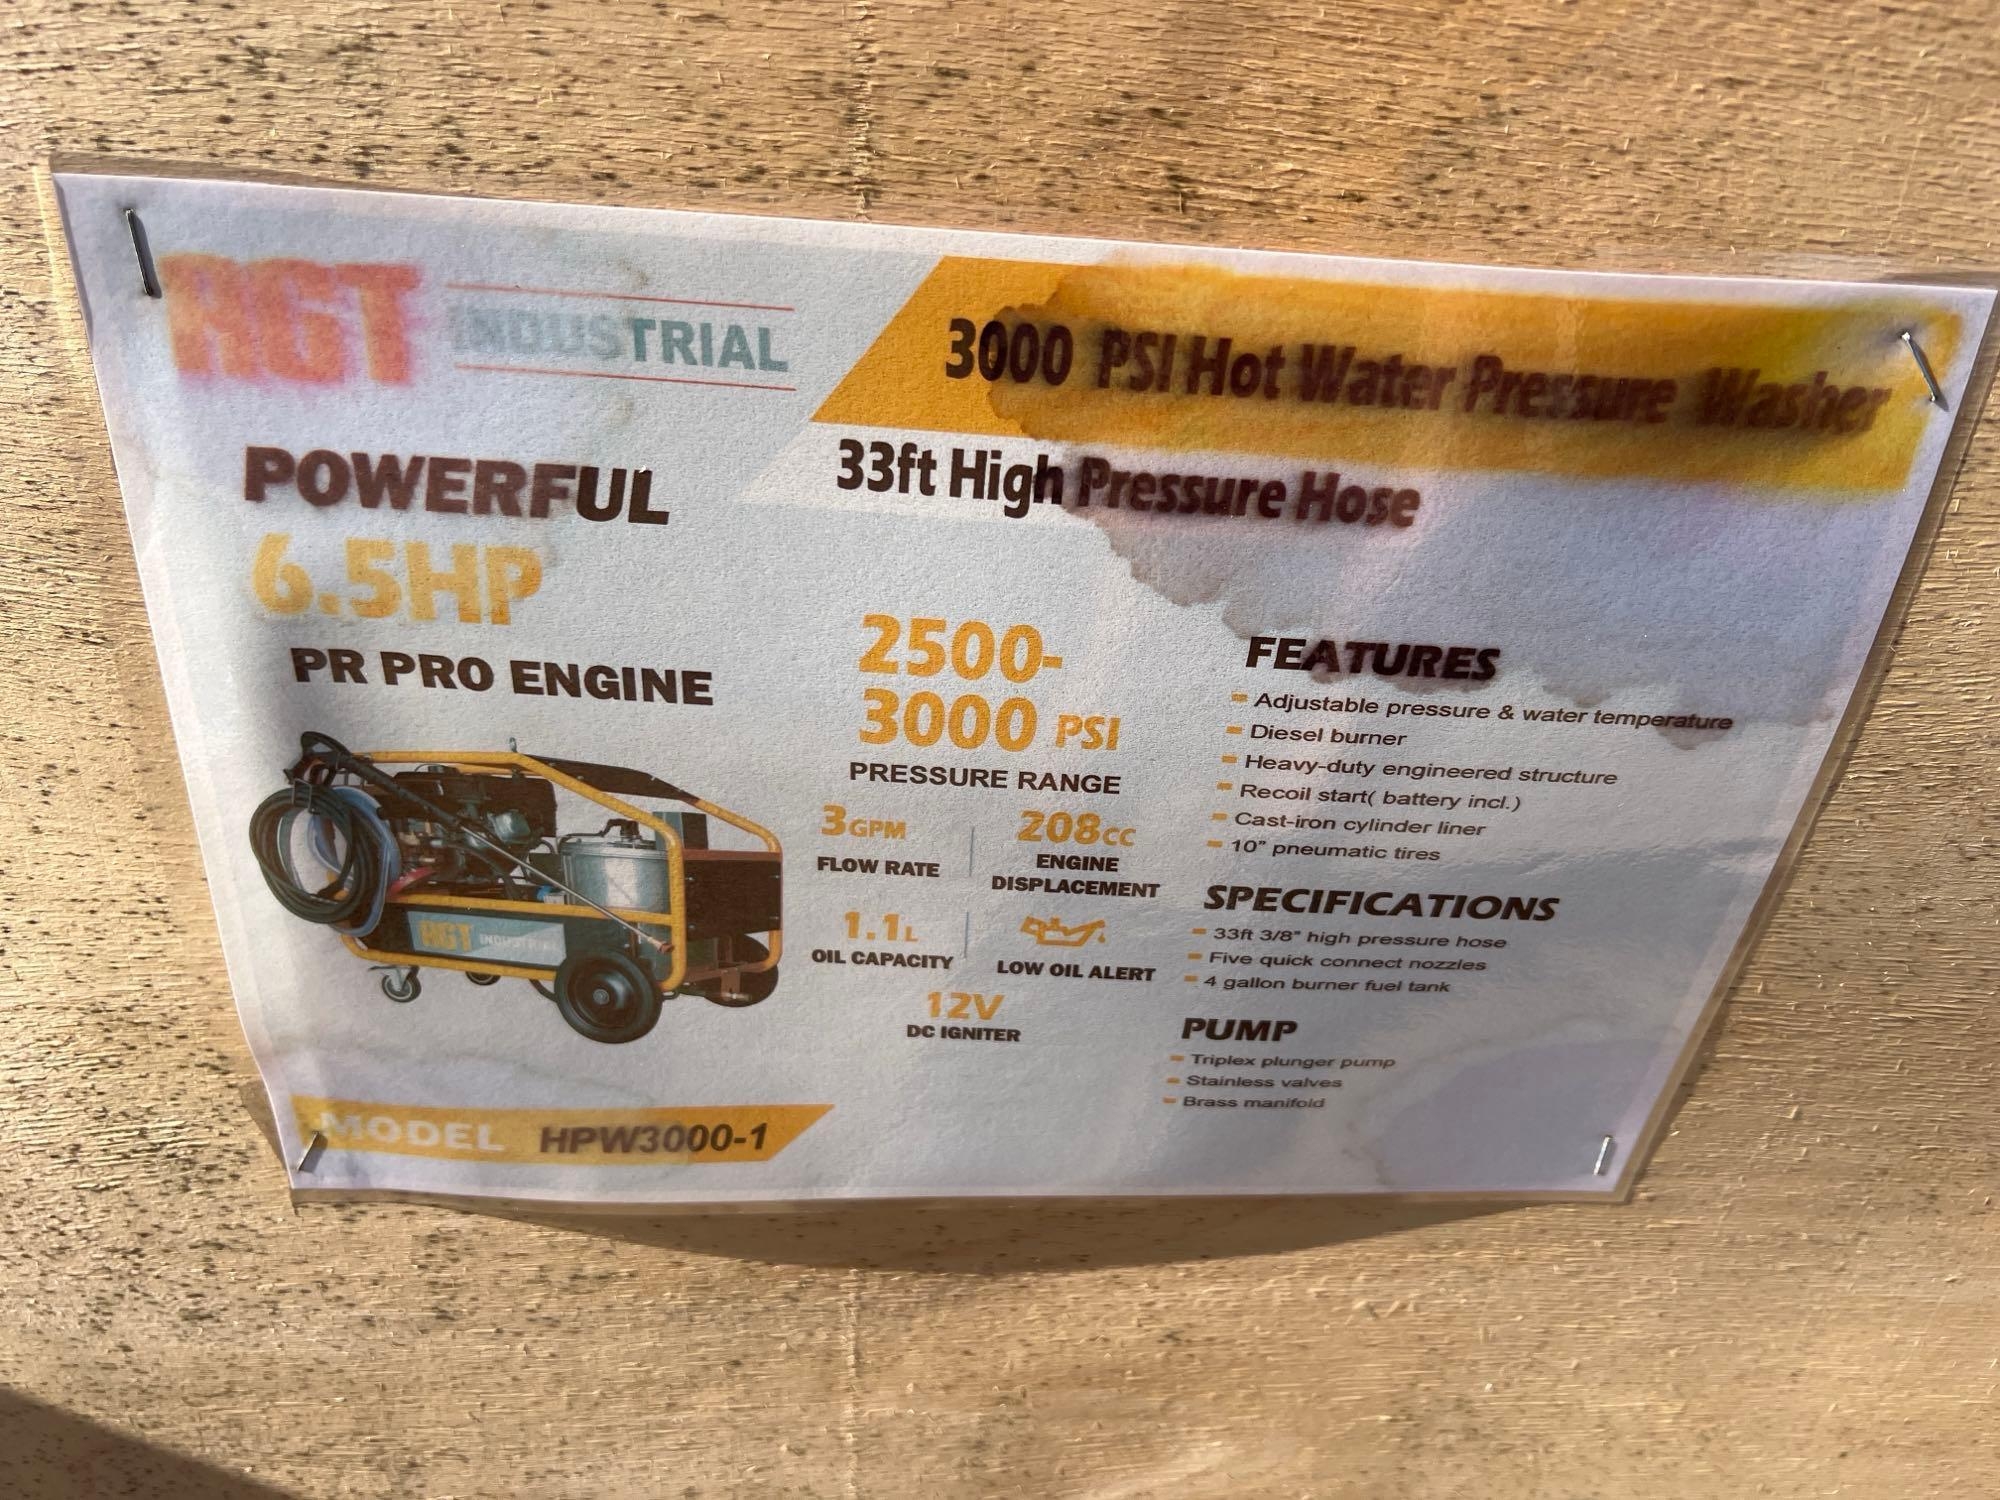 AGT INDUSTRIAL
3000 PSI Hot Water Pressure Washer
33ft High Pressure Hose
POWERFUL
6.5HP
PR PRO ENGINE
AGT INDUSTRIAL
MODEL HPW3000-1
2500-
3000 PSI
PRESSURE RANGE
3GPM
FLOW RATE
208CC
ENGINE
DISPLACEMENT
1.1L
OIL CAPACITY
LOW OIL ALERT
12V
DC IGNITER
FEATURES
Adjustable pressure & water temperature
Diesel burner
Heavy-duty engineered structure
Recoil start( battery incl.)
Cast-iron cylinder liner
10" pneumatic tires
SPECIFICATIONS
33ft 3/8" high pressure hose
Five quick connect nozzles
4 gallon burner fuel tank
PUMP
Triplex plunger pump
Stainless valves
Brass manifold